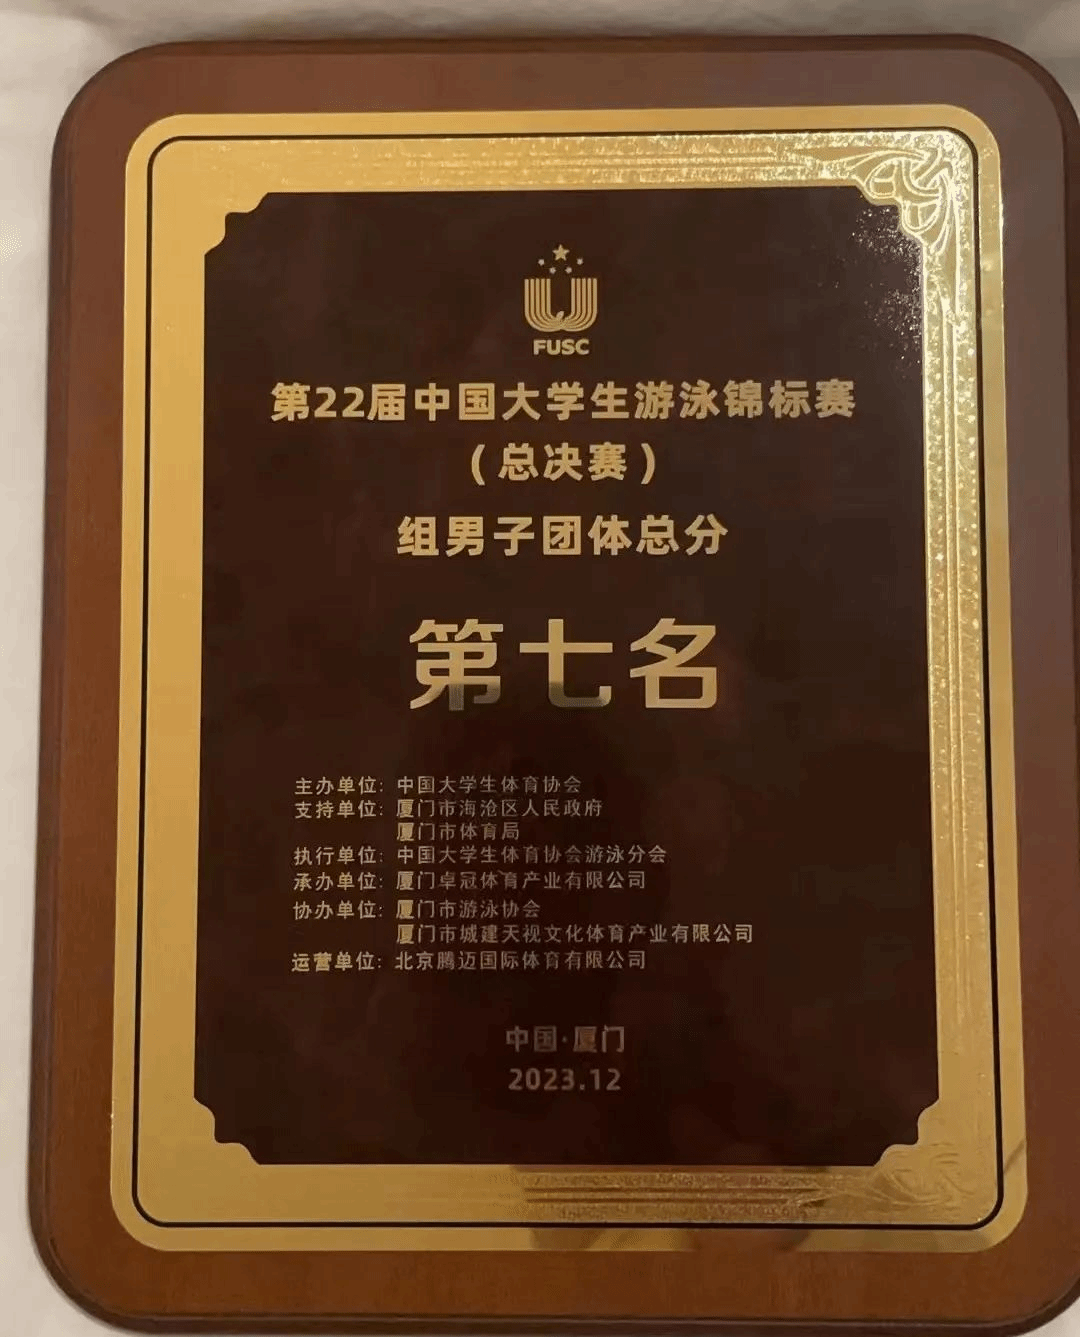 FUSC
第22届中国大学生游泳锦标赛
（总决赛）
组男子团体总分
第七名
主办单位：中国大学生体育协会
支持单位：厦门市海沧区人民政府
厦门市体育局
执行单位：中国大学生体育协会游泳分会
承办单位：厦门卓冠体育产业有限公司
协办单位：厦门市游泳协会
厦门市城建天视文化体育产业有限公司
运营单位：北京腾迈国际体育有限公司
中国·厦门
2023.12